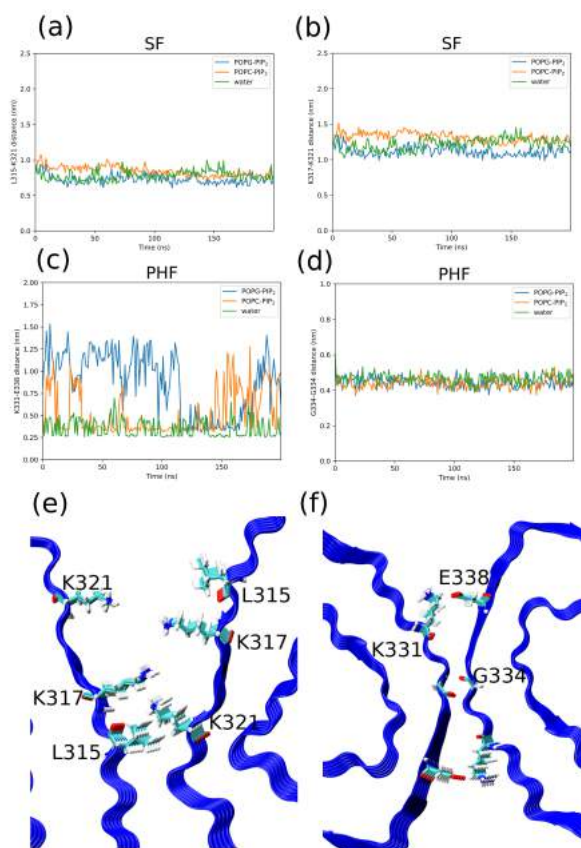 (a)
SF
POPG-PIP₂
POPC-PIP₂
water
L315-K321 distance (nm)
2.5
2.0
1.5
1.0
0.5
0.0
0
50
100
150
Time (ns)
(b)
SF
POPG-PIP₂
POPC-PIP₂
water
K317-K321 distance (nm)
2.5
2.0
1.5
1.0
0.5
0.0
0
50
100
150
Time (ns)
(c)
PHF
POPG-PIP₂
POPC-PIP₂
water
K331-E338 distance (nm)
2.00
1.75
1.50
1.25
1.00
0.75
0.50
0.25
0.00
0
50
100
150
Time (ns)
(d)
PHF
POPG-PIP₂
POPC-PIP₂
water
G334-G334 distance (nm)
1.0
0.8
0.6
0.4
0.2
0.0
0
50
100
150
Time (ns)
(e)
K321
L315
K317
K317
K321
L315
(f)
E338
K331
G334